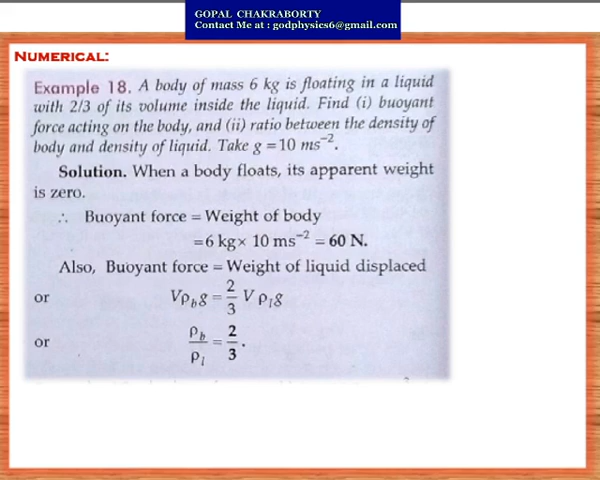 GOPAL CHAKRABORTY
Contact Me at : godphysics6@gmail.com
NUMERICAL:
Example 18. A body of mass 6 kg is floating in a liquid
with 2/3 of its volume inside the liquid. Find (i) buoyant
force acting on the body, and (ii) ratio between the density of
body and density of liquid. Take g = 10 ms⁻².
Solution. When a body floats, its apparent weight
is zero.
∴ Buoyant force = Weight of body
= 6 kg × 10 ms⁻² = 60 N.
Also, Buoyant force = Weight of liquid displaced
or Vρ_b g = 2/3 V ρ_l g
or ρ_b/ρ_l = 2/3.